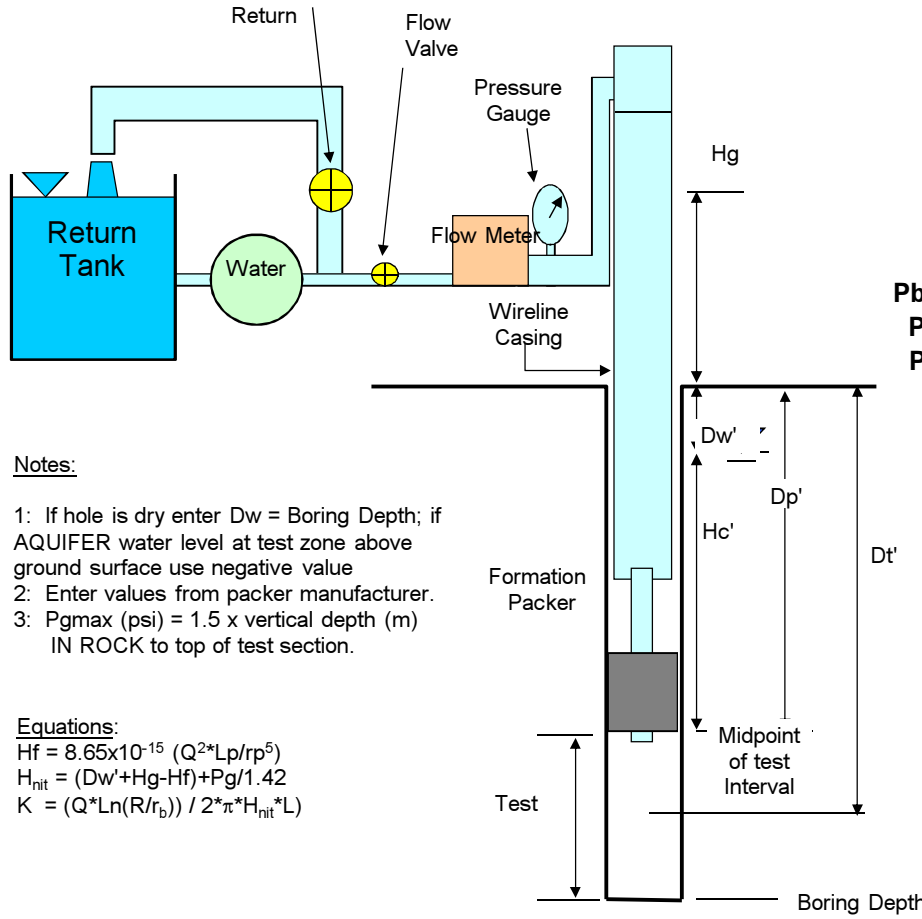 Return
Flow
Valve
Pressure
Gauge
Hg
Return
Tank
Water
Flow Meter
Wireline
Casing
Pb
P
P
Dw'
Dp'
Hc'
Dt'
Notes:
1: If hole is dry enter Dw = Boring Depth; if
AQUIFER water level at test zone above
ground surface use negative value
2: Enter values from packer manufacturer.
3: Pgmax (psi) = 1.5 x vertical depth (m)
IN ROCK to top of test section.
Formation
Packer
Equations:
Hf = 8.65x10⁻¹⁵ (Q²*Lp/rp⁵)
Hₙᵢₜ = (Dw'+Hg-Hf)+Pg/1.42
K = (Q*Ln(R/r_b)) / 2*π*Hₙᵢₜ*L)
Midpoint
of test
Interval
Test
Boring Depth